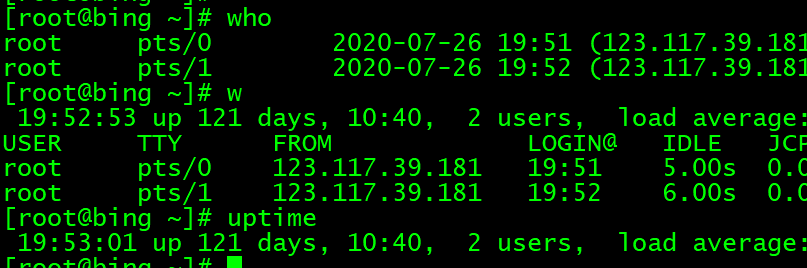 [root@bing ~]# who
root     pts/0        2020-07-26 19:51 (123.117.39.181
root     pts/1        2020-07-26 19:52 (123.117.39.181
[root@bing ~]# w
 19:52:53 up 121 days, 10:40,  2 users,  load average:
USER     TTY      FROM             LOGIN@   IDLE   JCP
root     pts/0    123.117.39.181   19:51    5.00s  0.0
root     pts/1    123.117.39.181   19:52    6.00s  0.0
[root@bing ~]# uptime
 19:53:01 up 121 days, 10:40,  2 users,  load average:
[root@bing ~]#